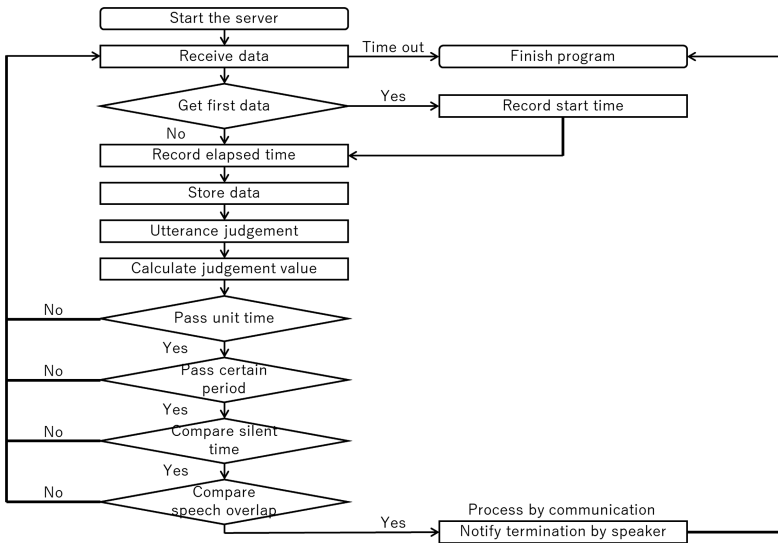 Start the server
Receive data
Time out
Finish program
Get first data
Yes
Record start time
No
Record elapsed time
Store data
Utterance judgement
Calculate judgement value
No
Pass unit time
Yes
No
Pass certain
period
Yes
No
Compare silent
time
Yes
No
Compare
speech overlap
Yes
Process by communication
Notify termination by speaker